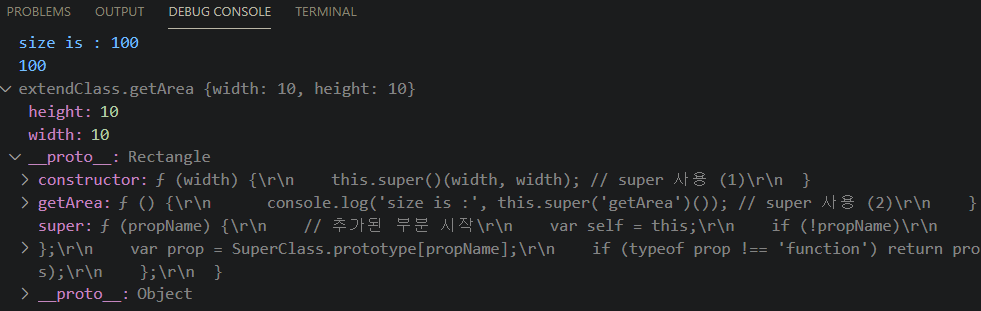 PROBLEMS OUTPUT DEBUG CONSOLE TERMINAL
size is : 100
100
extendClass.getArea {width: 10, height: 10}
height: 10
width: 10
__proto__: Rectangle
constructor: ƒ (width) {\r\n    this.super()(width, width); // super 사용 (1)\r\n  }
getArea: ƒ () {\r\n      console.log('size is :', this.super('getArea')()); // super 사용 (2)\r\n    }
super: ƒ (propName) {\r\n    // 추가된 부분 시작\r\n    var self = this;\r\n    if (!propName)\r\n
};\r\n    var prop = SuperClass.prototype[propName];\r\n    if (typeof prop !== 'function') return pro
s);\r\n    };\r\n  }
__proto__: Object